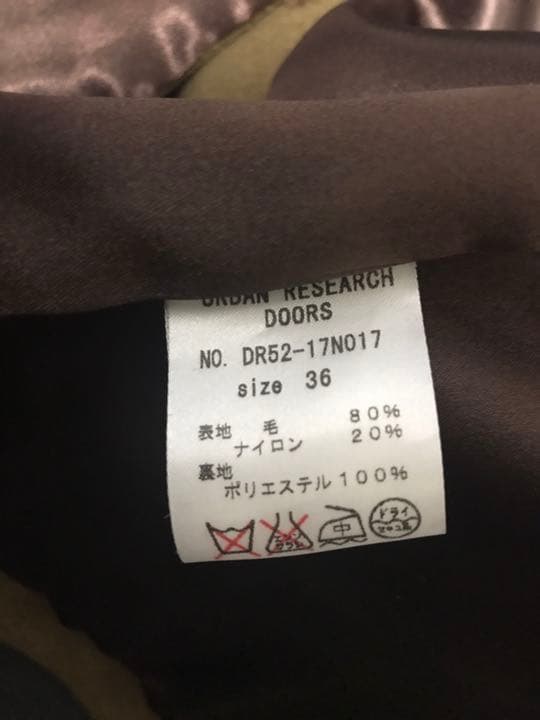 URBAN RESEARCH
DOORS
NO. DR52-17N017
size 36
表地 毛 80%
ナイロン 20%
裏地
ポリエステル100%
中
ドライ